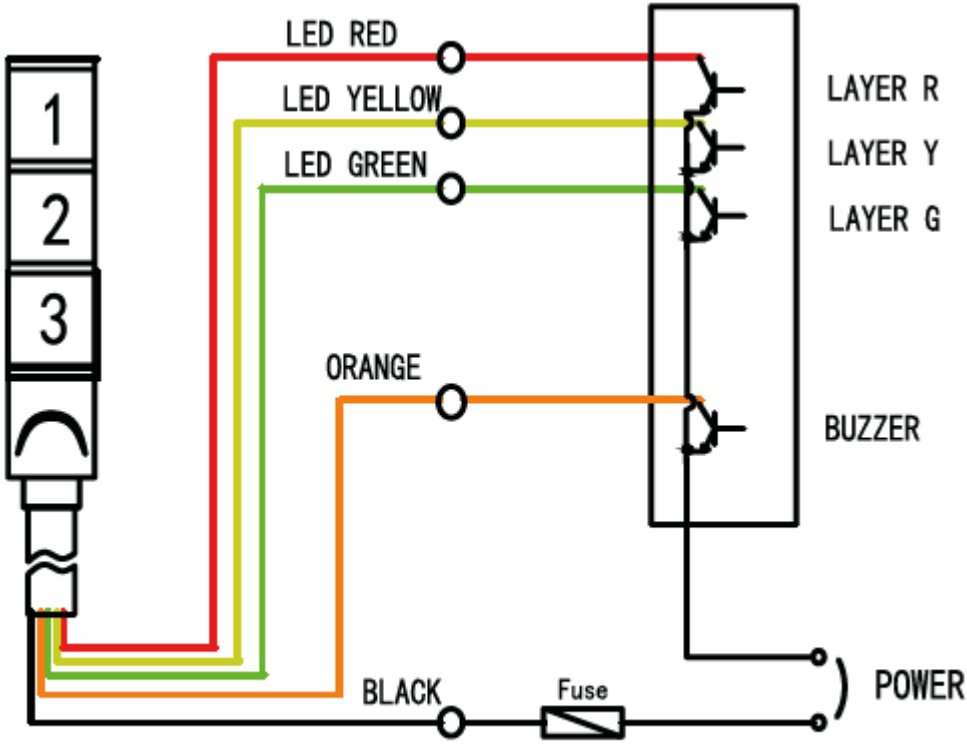 LED RED
LED YELLOW
LED GREEN
LAYER R
LAYER Y
LAYER G
1
2
3
ORANGE
BUZZER
BLACK
Fuse
POWER